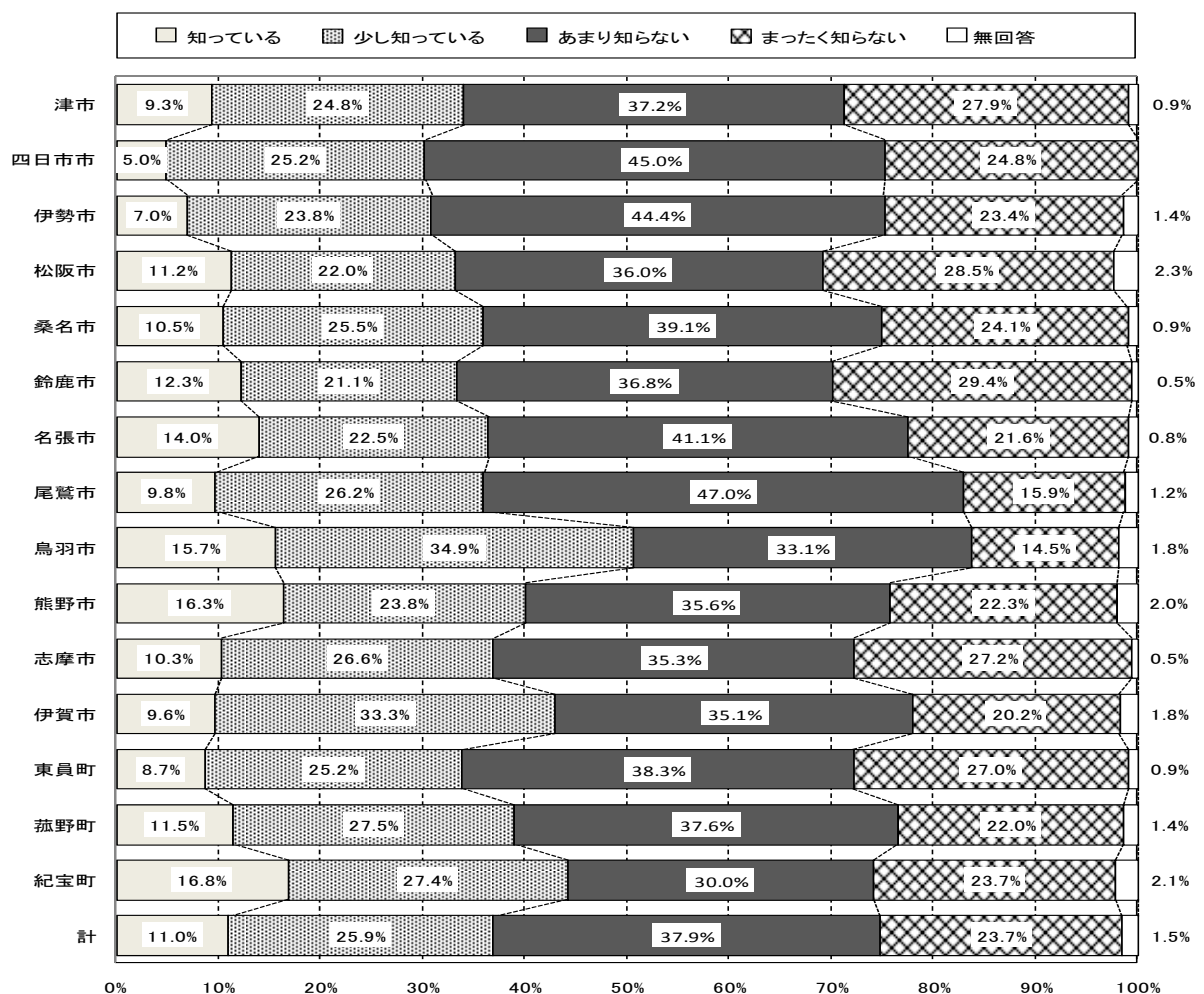 知っている 少し知っている あまり知らない まったく知らない 無回答
津市 9.3% 24.8% 37.2% 27.9% 0.9%
四日市市 5.0% 25.2% 45.0% 24.8%
伊勢市 7.0% 23.8% 44.4% 23.4% 1.4%
松阪市 11.2% 22.0% 36.0% 28.5% 2.3%
桑名市 10.5% 25.5% 39.1% 24.1% 0.9%
鈴鹿市 12.3% 21.1% 36.8% 29.4% 0.5%
名張市 14.0% 22.5% 41.1% 21.6% 0.8%
尾鷲市 9.8% 26.2% 47.0% 15.9% 1.2%
鳥羽市 15.7% 34.9% 33.1% 14.5% 1.8%
熊野市 16.3% 23.8% 35.6% 22.3% 2.0%
志摩市 10.3% 26.6% 35.3% 27.2% 0.5%
伊賀市 9.6% 33.3% 35.1% 20.2% 1.8%
東員町 8.7% 25.2% 38.3% 27.0% 0.9%
菰野町 11.5% 27.5% 37.6% 22.0% 1.4%
紀宝町 16.8% 27.4% 30.0% 23.7% 2.1%
計 11.0% 25.9% 37.9% 23.7% 1.5%
0% 10% 20% 30% 40% 50% 60% 70% 80% 90% 100%